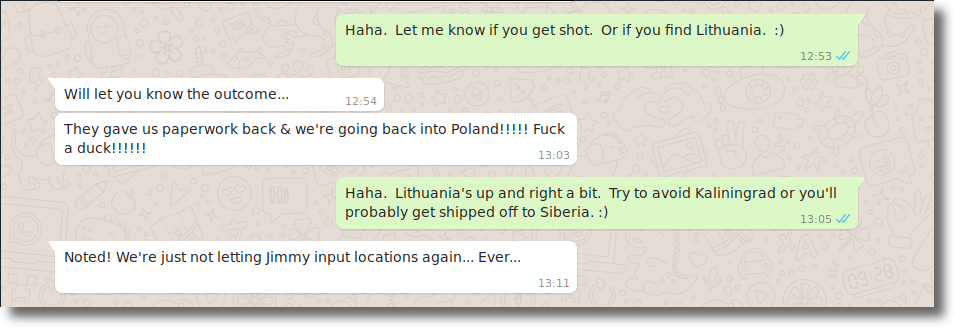 Haha.  Let me know if you get shot.  Or if you find Lithuania.  :)
12:53
Will let you know the outcome...
12:54
They gave us paperwork back & we're going back into Poland!!!!! Fuck
a duck!!!!!!
13:03
Haha.  Lithuania's up and right a bit.  Try to avoid Kaliningrad or you'll
probably get shipped off to Siberia. :)
13:05
Noted! We're just not letting Jimmy input locations again... Ever...
13:11
Hi
09:28